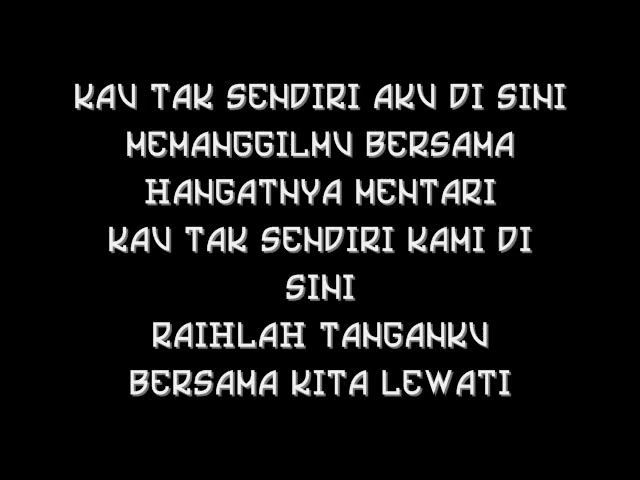 KAU TAK SENDIRI AKU DI SINI
MEMANGGILMU BERSAMA
HANGATNYA MENTARI
KAU TAK SENDIRI KAMI DI
SINI
RAIHLAH TANGANKU
BERSAMA KITA LEWATI